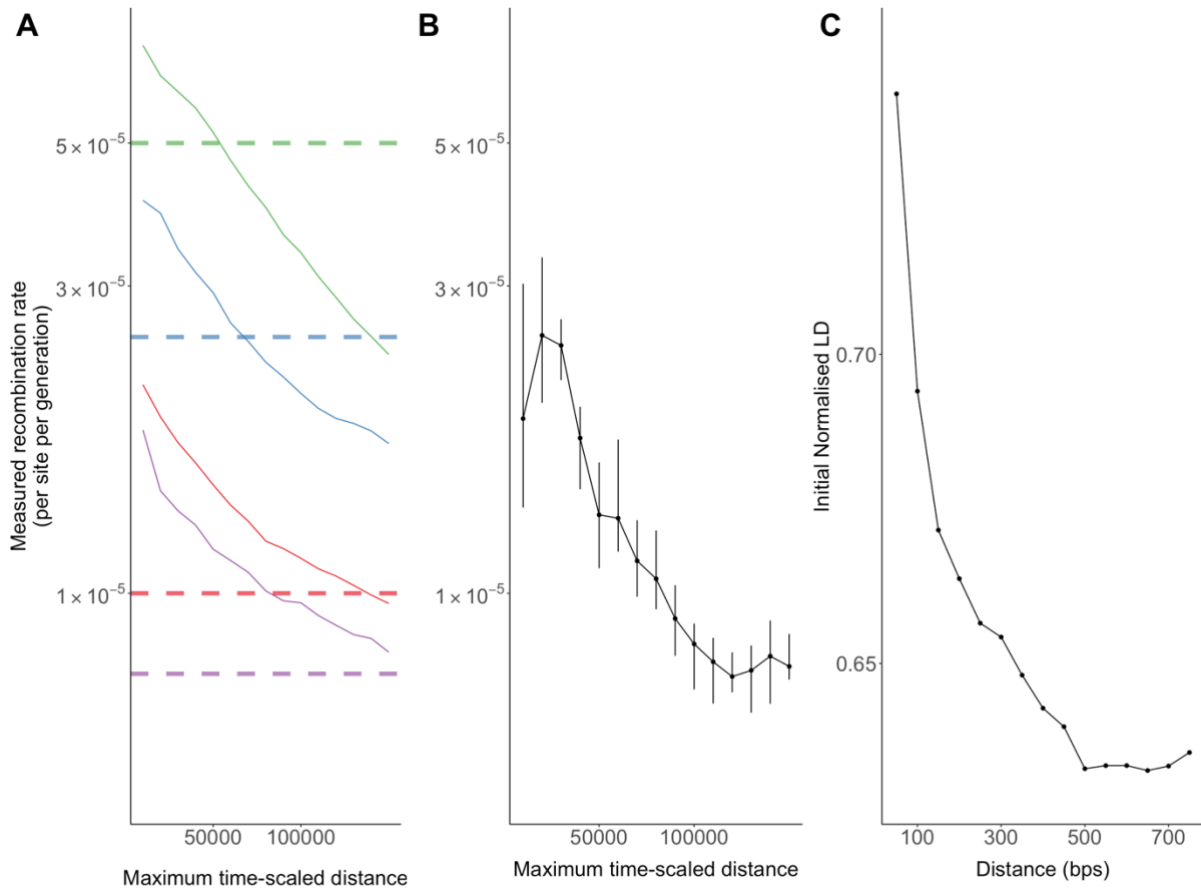 A
B
C
Measured recombination rate
(per site per generation)
5 × 10⁻⁵
3 × 10⁻⁵
1 × 10⁻⁵
50000 100000
Maximum time-scaled distance
5 × 10⁻⁵
3 × 10⁻⁵
1 × 10⁻⁵
50000 100000
Maximum time-scaled distance
Initial Normalised LD
0.70
0.65
100 300 500 700
Distance (bps)